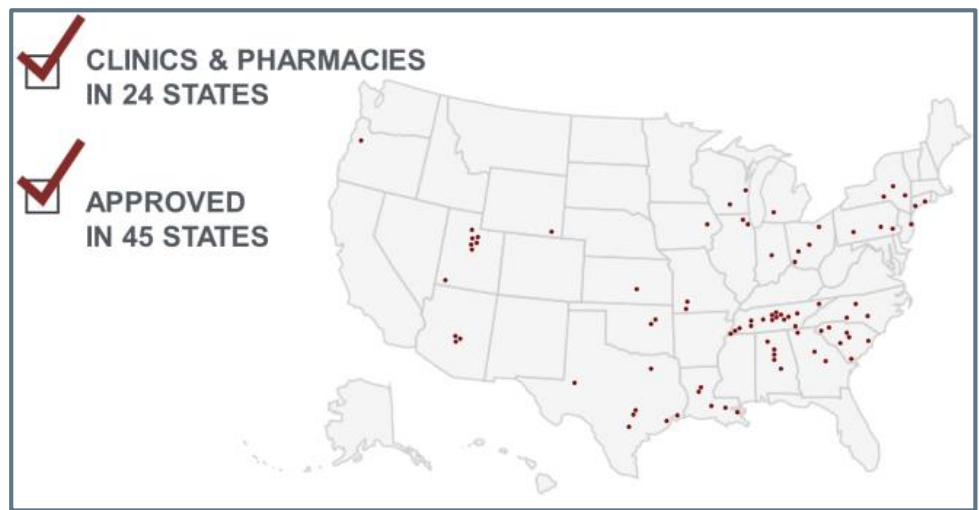 CLINICS & PHARMACIES
IN 24 STATES
APPROVED
IN 45 STATES